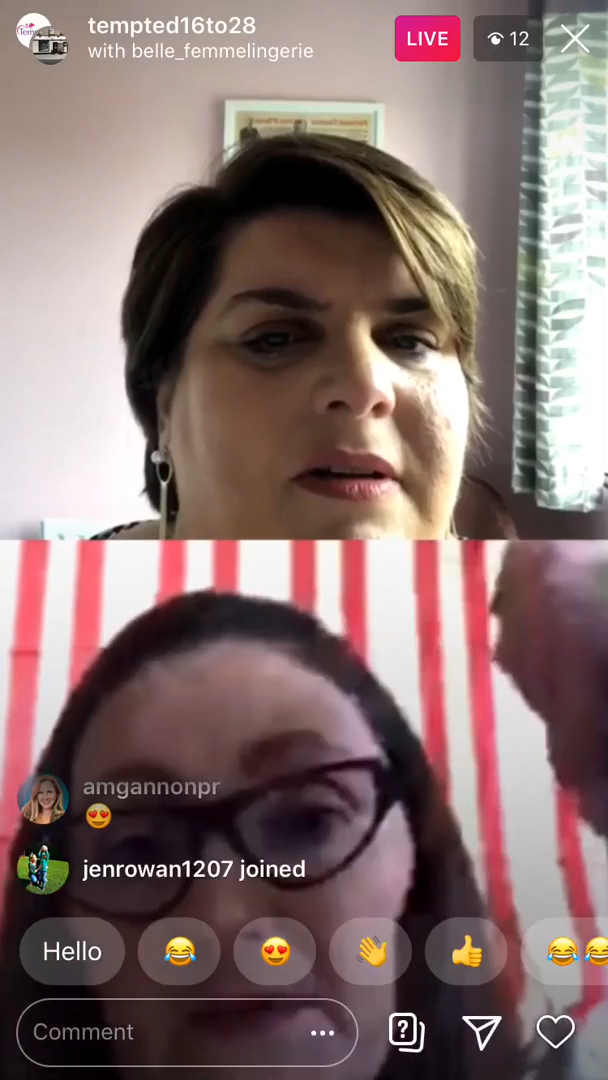 tempted16to28
LIVE
12
with belle_femmelingerie
amgannonpr
😍
jenrowan1207 joined
Hello
😂
😍
👋
👍
😂😂
Comment